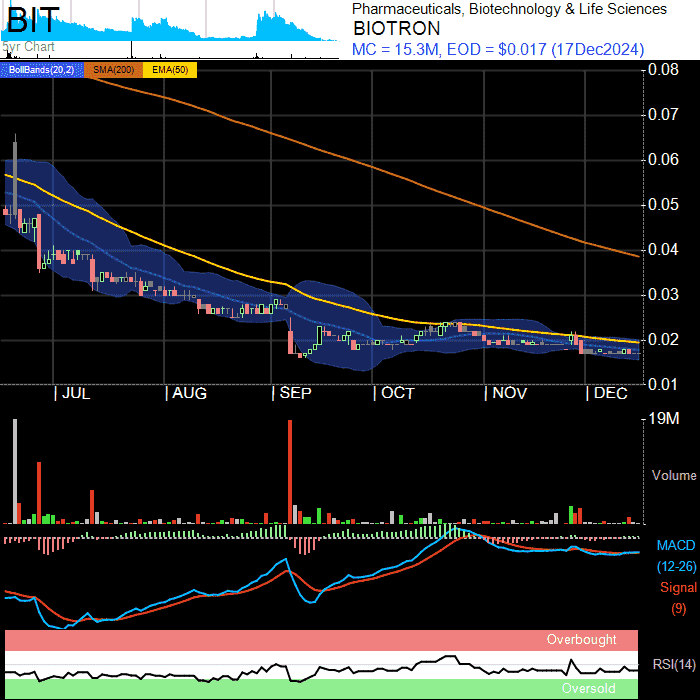 BIT
5yr Chart
Pharmaceuticals, Biotechnology & Life Sciences
BIOTRON
MC = 15.3M, EOD = $0.017 (17Dec2024)
BollBands(20,2) SMA(200) EMA(50)
0.08
0.07
0.06
0.05
0.04
0.03
0.02
0.01
JUL AUG SEP OCT NOV DEC
19M
Volume
MACD
(12-26)
Signal
(9)
Overbought
RSI(14)
Oversold